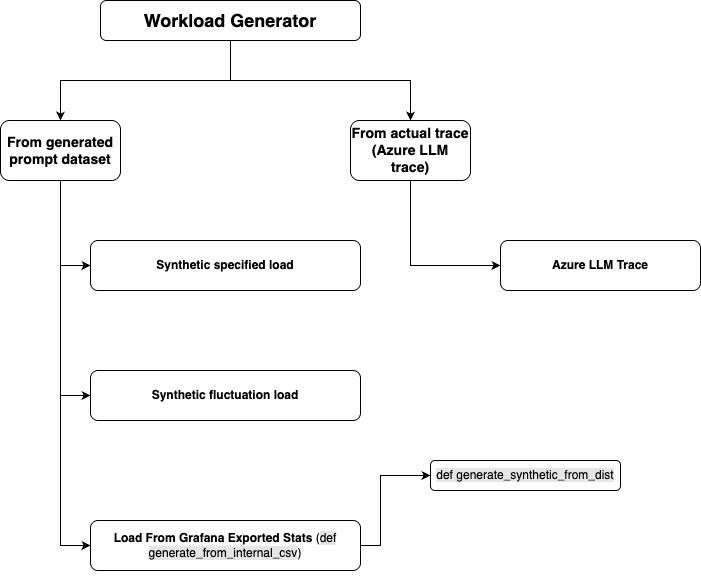 Workload Generator
From generated
prompt dataset
From actual trace
(Azure LLM
trace)
Synthetic specified load
Azure LLM Trace
Synthetic fluctuation load
def generate_synthetic_from_dist
Load From Grafana Exported Stats (def
generate_from_internal_csv)